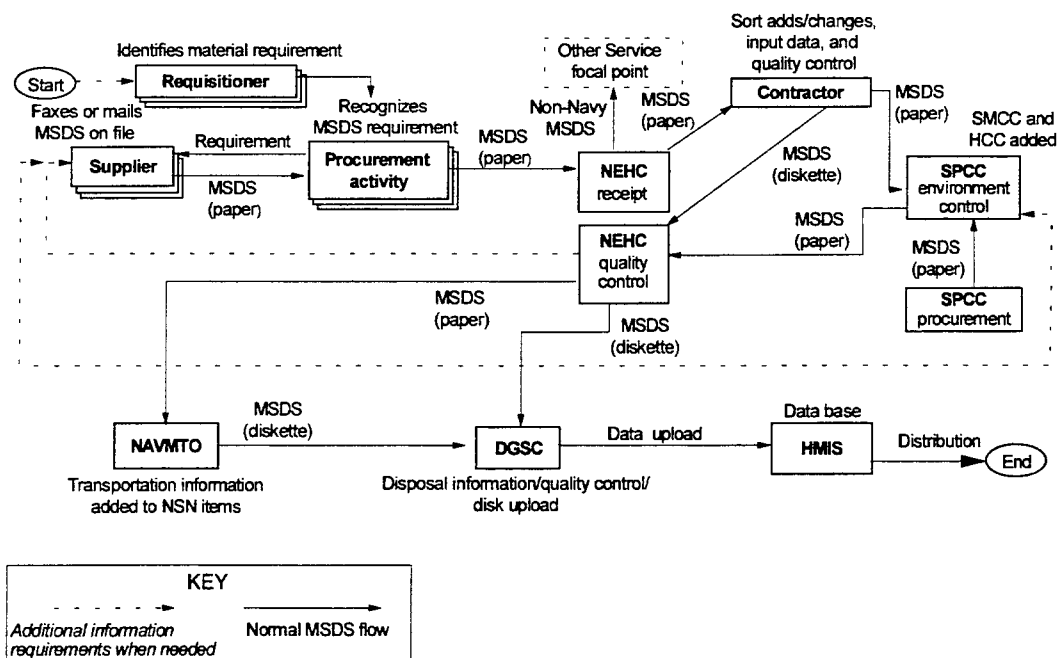 Identifies material requirement
Start
Requisitioner
Faxes or mails
MSDS on file
Recognizes
MSDS requirement
Requirement
Supplier
MSDS
(paper)
Procurement
activity
MSDS
(paper)
Other Service
focal point
Non-Navy
MSDS
NEHC
receipt
MSDS
(paper)
Sort adds/changes,
input data, and
quality control
Contractor
MSDS
(paper)
SMCC and
HCC added
MSDS
(diskette)
SPCC
environment
control
MSDS
(paper)
NEHC
quality
control
MSDS
(paper)
SPCC
procurement
MSDS
(paper)
MSDS
(diskette)
NAVMTO
MSDS
(diskette)
Transportation information
added to NSN items
DGSC
Disposal information/quality control/
disk upload
Data upload
Data base
HMIS
Distribution
End
KEY
Additional information
requirements when needed
Normal MSDS flow